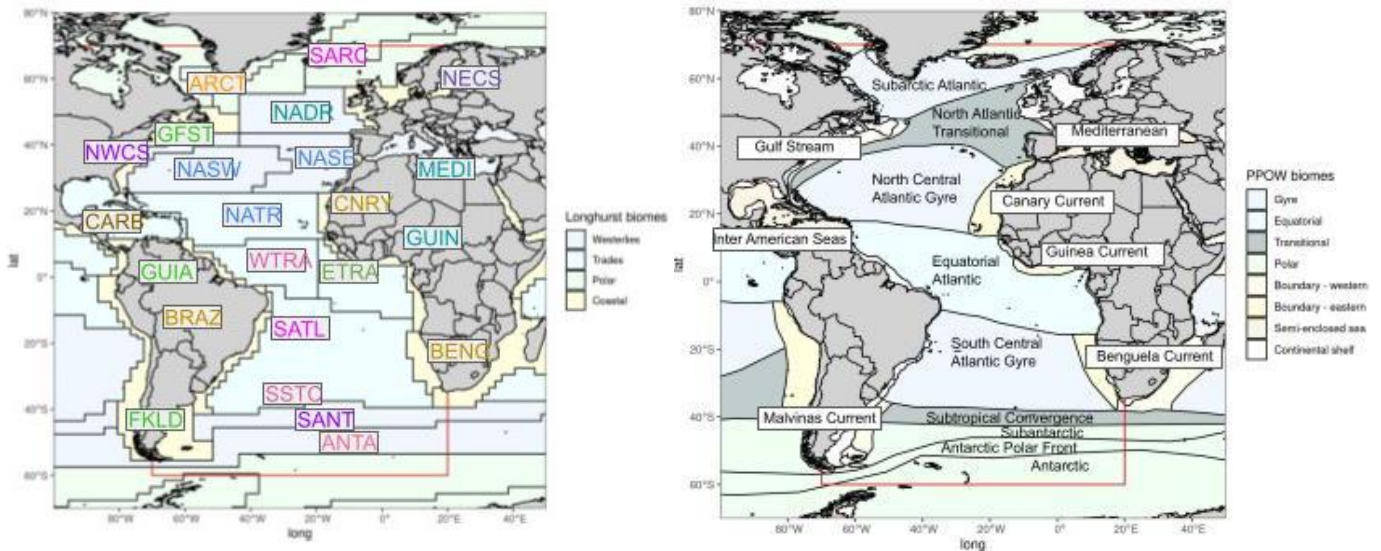 SARC
NECS
ARCT
NADR
GFST
NWCS
NASW
NASE
MEDI
CNRY
CARB
NATR
GUIN
WTRA
GUIA
ETRA
BRAZ
SATL
BENG
SSTC
FKLD
SANT
ANTA
80°N
60°N
40°N
20°N
0°
20°S
40°S
60°S
lat
80°W
60°W
40°W
20°W
0°
20°E
40°E
long
Longhurst biomes
Westerlies
Trades
Polar
Coastal
Subarctic Atlantic
North Atlantic
Transitional
Mediterranean
Gulf Stream
North Central
Atlantic Gyre
Canary Current
Inter American Seas
Guinea Current
Equatorial
Atlantic
South Central
Atlantic Gyre
Benguela Current
Malvinas Current
Subtropical Convergence
Subantarctic
Antarctic Polar Front
Antarctic
80°N
60°N
40°N
20°N
0°
20°S
40°S
60°S
lat
80°W
60°W
40°W
20°W
0°
20°E
40°E
long
PPOW biomes
Gyre
Equatorial
Transitional
Polar
Boundary - western
Boundary - eastern
Semi-enclosed sea
Continental shelf